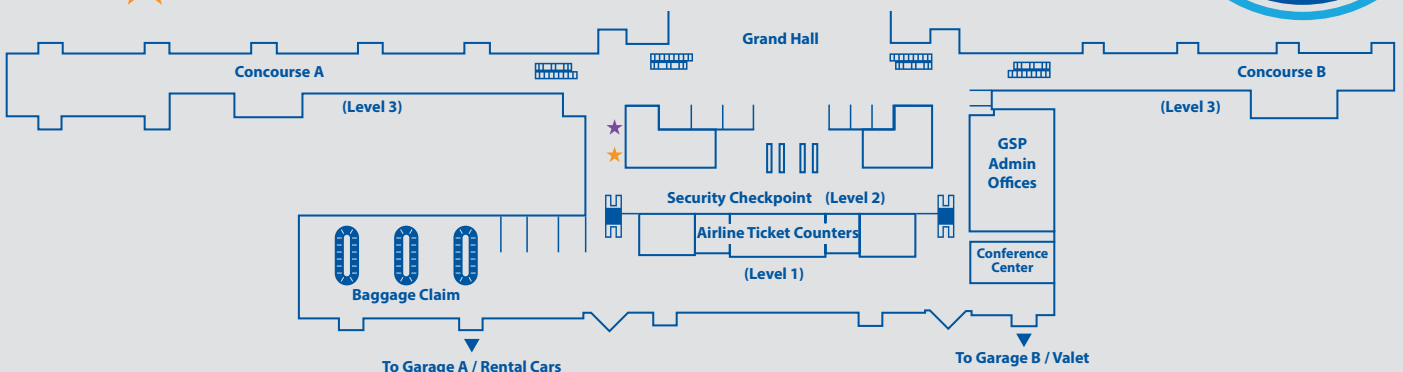 Grand Hall
Concourse A
Concourse B
(Level 3)
(Level 3)
GSP
Admin
Offices
Security Checkpoint (Level 2)
Airline Ticket Counters
Conference
Center
(Level 1)
Baggage Claim
To Garage B / Valet
To Garage A / Rental Cars